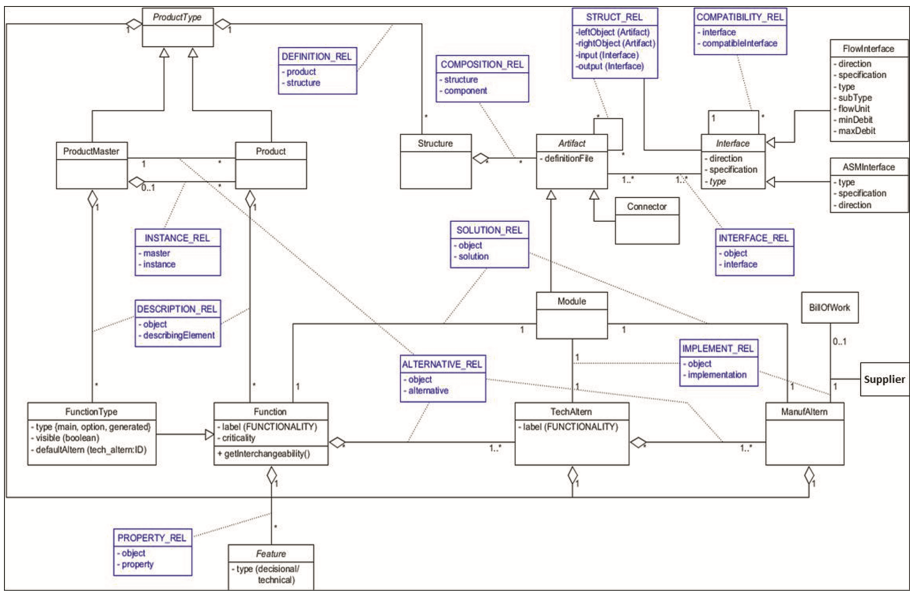 ProductType
1
1
DEFINITION_REL
- product
- structure
COMPOSITION_REL
- structure
- component
STRUCT_REL
-leftObject (Artifact)
-rightObject (Artifact)
-input (Interface)
-output (Interface)
COMPATIBILITY_REL
- interface
- compatibleInterface
FlowInterface
- direction
- specification
- type
- subType
- flowUnit
- minDebit
- maxDebit
ProductMaster
1
*
0..1
*
Product
*
Structure
*
*
Artifact
- definitionFile
*
*
1..*
1..*
1
*
Interface
- direction
- specification
- type
ASMInterface
- type
- specification
- direction
1
1
Connector
INSTANCE_REL
- master
- instance
SOLUTION_REL
- object
- solution
INTERFACE_REL
- object
- interface
DESCRIPTION_REL
- object
- describingElement
Module
1
1
1
BillOfWork
0..1
ALTERNATIVE_REL
- object
- alternative
IMPLEMENT_REL
- object
- implementation
Supplier
*
*
1
1
1
1
FunctionType
- type {main, option, generated}
- visible (boolean)
- defaultAltern (tech_altern:ID)
Function
- label (FUNCTIONALITY)
- criticality
+ getInterchangeability()
*
1..*
TechAltern
- label (FUNCTIONALITY)
*
1..*
ManufAltern
1
1
1
PROPERTY_REL
- object
- property
*
Feature
- type (decisional/
technical)